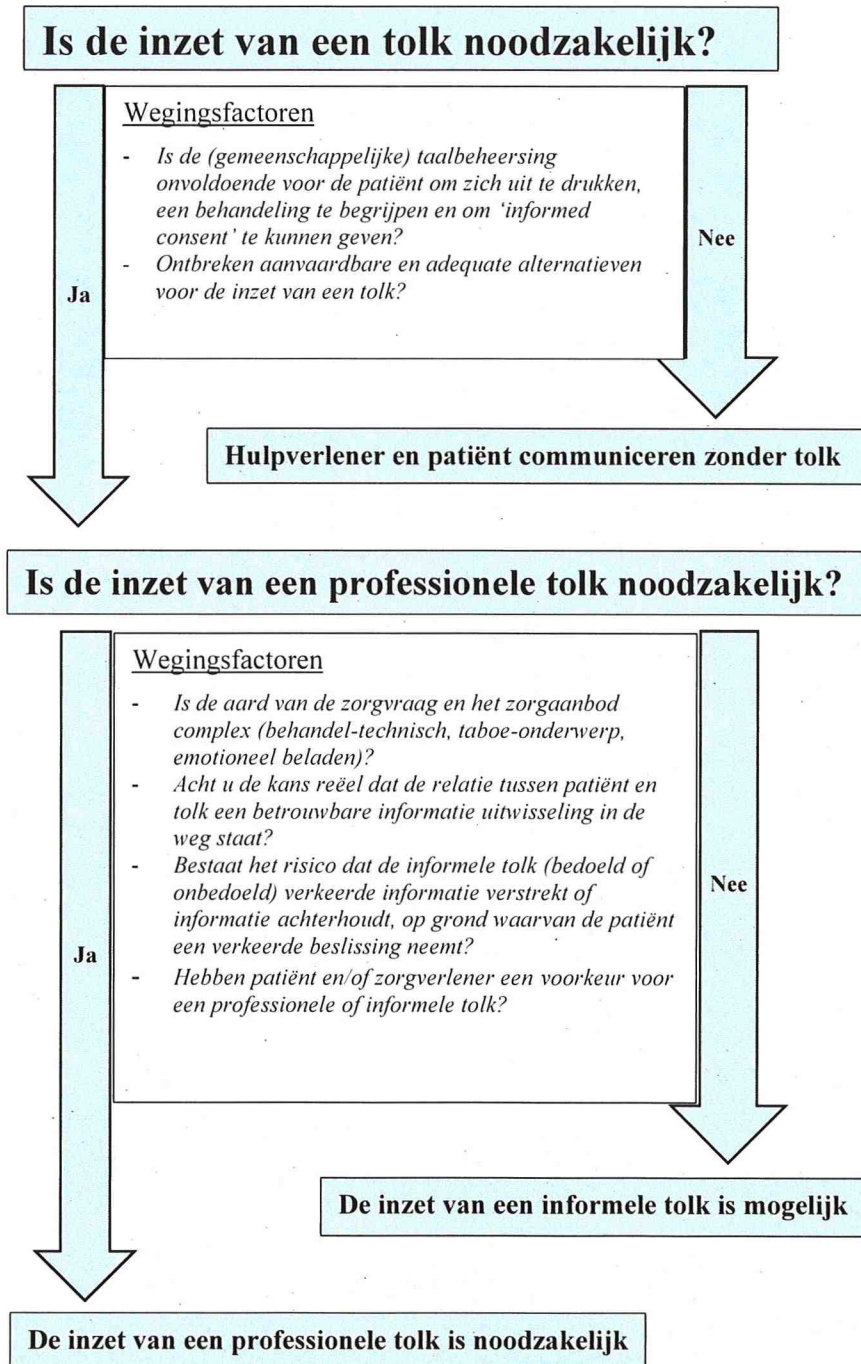 Is de inzet van een tolk noodzakelijk?
Wegingsfactoren
- Is de (gemeenschappelijke) taalbeheersing
onvoldoende voor de patiënt om zich uit te drukken,
een behandeling te begrijpen en om ‘informed
consent’ te kunnen geven?
- Ontbreken aanvaardbare en adequate alternatieven
voor de inzet van een tolk?
Ja
Nee
Hulpverlener en patiënt communiceren zonder tolk
Is de inzet van een professionele tolk noodzakelijk?
Wegingsfactoren
- Is de aard van de zorgvraag en het zorgaanbod
complex (behandel-technisch, taboe-onderwerp,
emotioneel beladen)?
- Acht u de kans reëel dat de relatie tussen patiënt en
tolk een betrouwbare informatie uitwisseling in de
weg staat?
- Bestaat het risico dat de informele tolk (bedoeld of
onbedoeld) verkeerde informatie verstrekt of
informatie achterhoudt, op grond waarvan de patiënt
een verkeerde beslissing neemt?
- Hebben patiënt en/of zorgverlener een voorkeur voor
een professionele of informele tolk?
Ja
Nee
De inzet van een informele tolk is mogelijk
De inzet van een professionele tolk is noodzakelijk